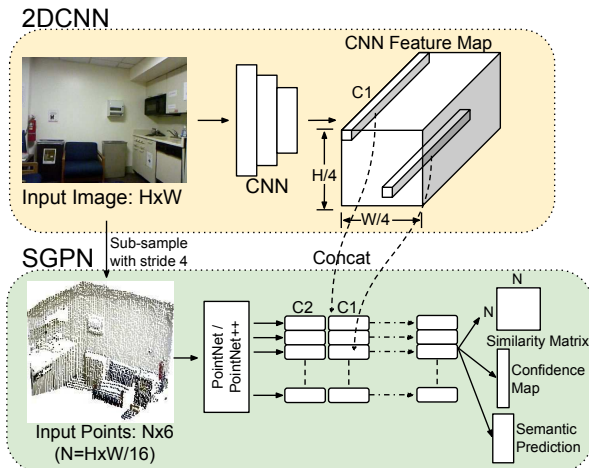 2DCNN
CNN Feature Map
C1
CNN
H/4
W/4
Input Image: HxW
Sub-sample
with stride 4
SGPN
Concat
PointNet /
PointNet++
C2
C1
N
N
Similarity Matrix
Confidence
Map
Semantic
Prediction
Input Points: Nx6
(N=HxW/16)